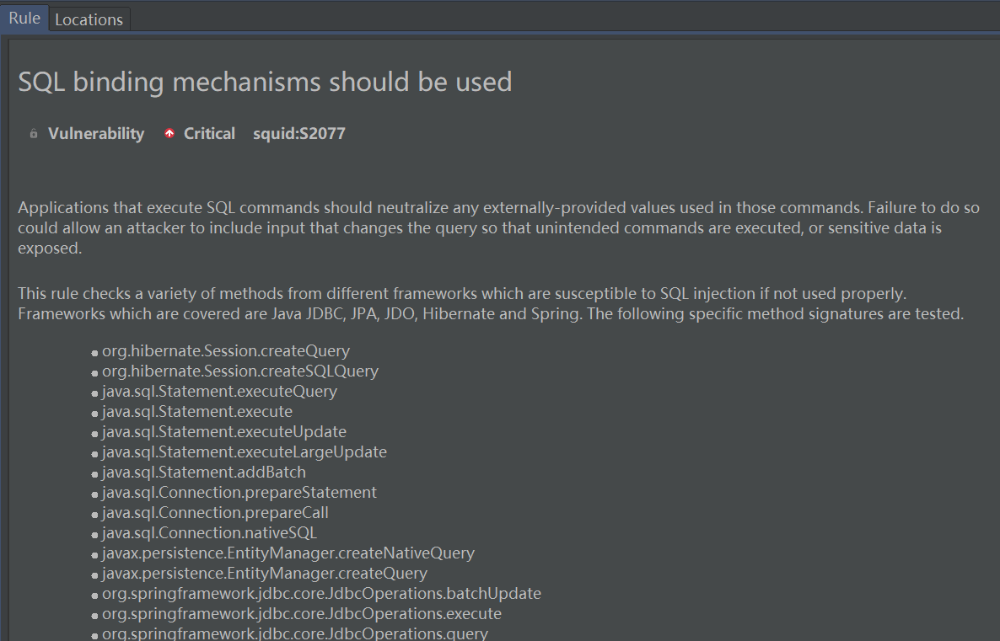 Rule Locations
SQL binding mechanisms should be used
Vulnerability Critical squid:S2077
Applications that execute SQL commands should neutralize any externally-provided values used in those commands. Failure to do so
could allow an attacker to include input that changes the query so that unintended commands are executed, or sensitive data is
exposed.
This rule checks a variety of methods from different frameworks which are susceptible to SQL injection if not used properly.
Frameworks which are covered are Java JDBC, JPA, JDO, Hibernate and Spring. The following specific method signatures are tested.
org.hibernate.Session.createQuery
org.hibernate.Session.createSQLQuery
java.sql.Statement.executeQuery
java.sql.Statement.execute
java.sql.Statement.executeUpdate
java.sql.Statement.executeLargeUpdate
java.sql.Statement.addBatch
java.sql.Connection.prepareStatement
java.sql.Connection.prepareCall
java.sql.Connection.nativeSQL
javax.persistence.EntityManager.createNativeQuery
javax.persistence.EntityManager.createQuery
org.springframework.jdbc.core.JdbcOperations.batchUpdate
org.springframework.jdbc.core.JdbcOperations.execute
org.springframework.jdbc.core.JdbcOperations.query